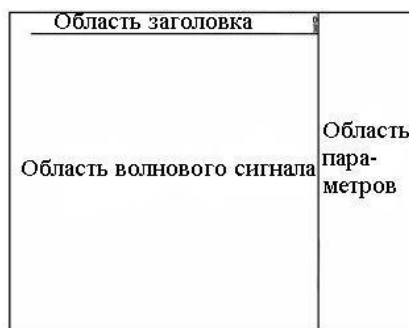 Область заголовка
Область волнового сигнала
Область
пара-
метров